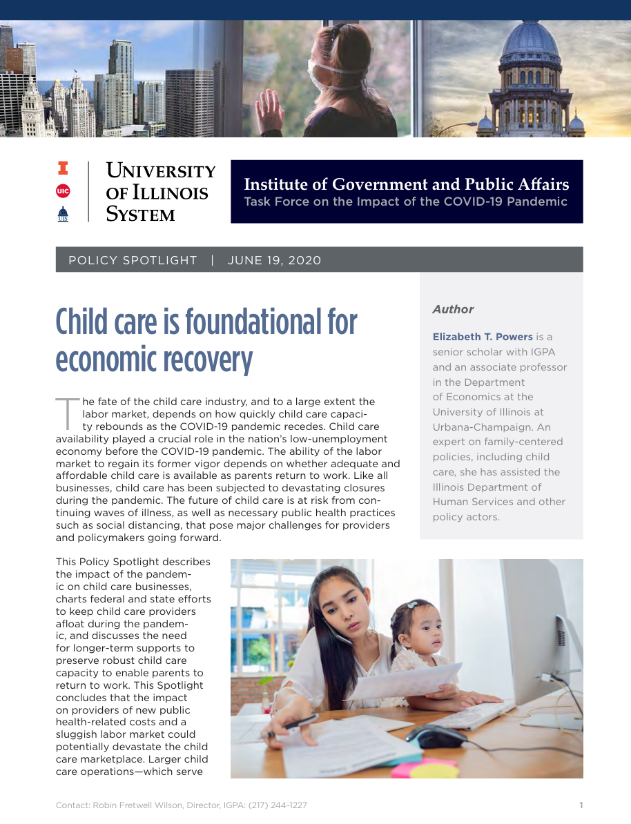 UNIVERSITY
OF ILLINOIS
SYSTEM
I
UIC
UIS
Institute of Government and Public Affairs
Task Force on the Impact of the COVID-19 Pandemic
POLICY SPOTLIGHT | JUNE 19, 2020
Child care is foundational for
economic recovery
The fate of the child care industry, and to a large extent the
labor market, depends on how quickly child care capaci-
ty rebounds as the COVID-19 pandemic recedes. Child care
availability played a crucial role in the nation's low-unemployment
economy before the COVID-19 pandemic. The ability of the labor
market to regain its former vigor depends on whether adequate and
affordable child care is available as parents return to work. Like all
businesses, child care has been subjected to devastating closures
during the pandemic. The future of child care is at risk from con-
tinuing waves of illness, as well as necessary public health practices
such as social distancing, that pose major challenges for providers
and policymakers going forward.
This Policy Spotlight describes
the impact of the pandem-
ic on child care businesses,
charts federal and state efforts
to keep child care providers
afloat during the pandem-
ic, and discusses the need
for longer-term supports to
preserve robust child care
capacity to enable parents to
return to work. This Spotlight
concludes that the impact
on providers of new public
health-related costs and a
sluggish labor market could
potentially devastate the child
care marketplace. Larger child
care operations—which serve
Author
Elizabeth T. Powers is a
senior scholar with IGPA
and an associate professor
in the Department
of Economics at the
University of Illinois at
Urbana-Champaign. An
expert on family-centered
policies, including child
care, she has assisted the
Illinois Department of
Human Services and other
policy actors.
Contact: Robin Fretwell Wilson, Director, IGPA: (217) 244-1227
1